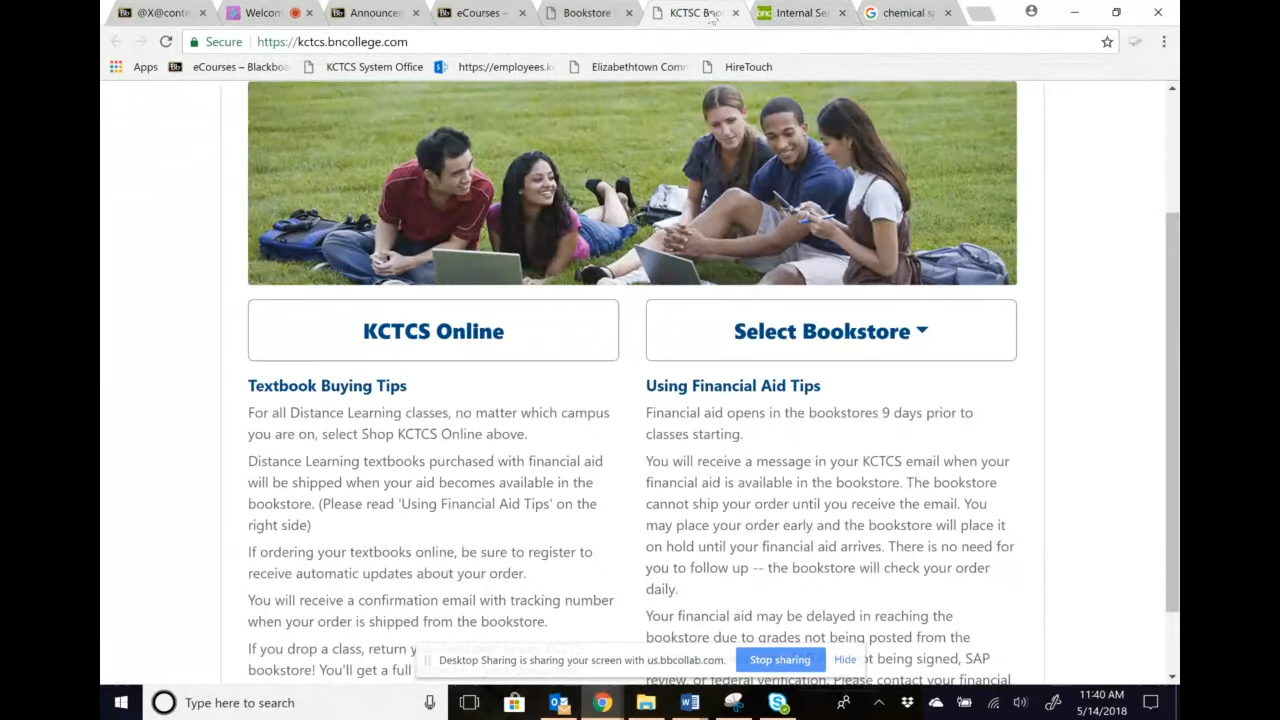 @X@conte
Welcom
Announcem
eCourses –
Bookstore
KCTSC Boo
Internal Se
chemical s
Secure https://kctcs.bncollege.com
Apps eCourses – Blackboa KCTCS System Office https://employees.k Elizabethtown Com HireTouch
KCTCS Online
Select Bookstore
Textbook Buying Tips
For all Distance Learning classes, no matter which campus
you are on, select Shop KCTCS Online above.
Distance Learning textbooks purchased with financial aid
will be shipped when your aid becomes available in the
bookstore. (Please read 'Using Financial Aid Tips' on the
right side)
If ordering your textbooks online, be sure to register to
receive automatic updates about your order.
You will receive a confirmation email with tracking number
when your order is shipped from the bookstore.
If you drop a class, return y
bookstore! You'll get a full
Using Financial Aid Tips
Financial aid opens in the bookstores 9 days prior to
classes starting.
You will receive a message in your KCTCS email when your
financial aid is available in the bookstore. The bookstore
cannot ship your order until you receive the email. You
may place your order early and the bookstore will place it
on hold until your financial aid arrives. There is no need for
you to follow up -- the bookstore will check your order
daily.
Your financial aid may be delayed in reaching the
bookstore due to grades not being posted from the
ot being signed, SAP
review, or federal verification. Please contact your financial
Desktop Sharing is sharing your screen with us.bbcollab.com. Stop sharing Hide
Type here to search
11:40 AM
5/14/2018